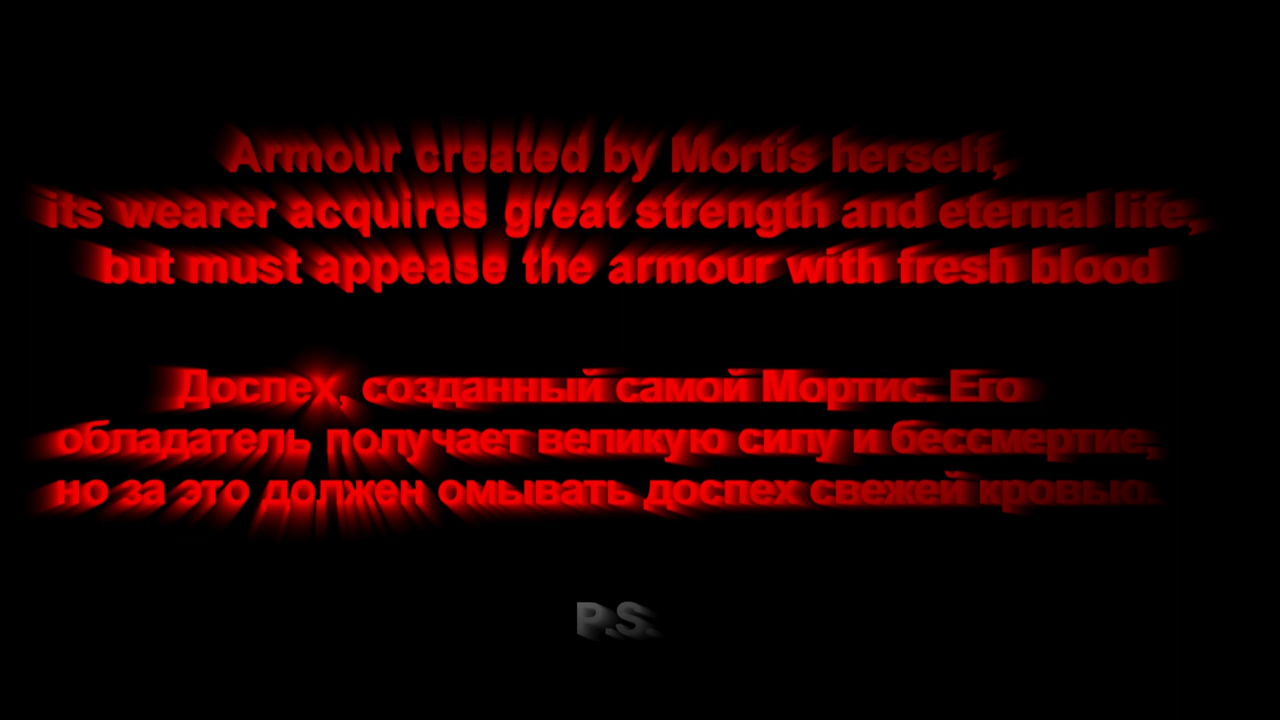 Armour created by Mortis herself,
its wearer acquires great strength and eternal life,
but must appease the armour with fresh blood
Доспех, созданный самой Мортис. Его
обладатель получает великую силу и бессмертие,
но за это должен омывать доспех свежей кровью.
P.S.